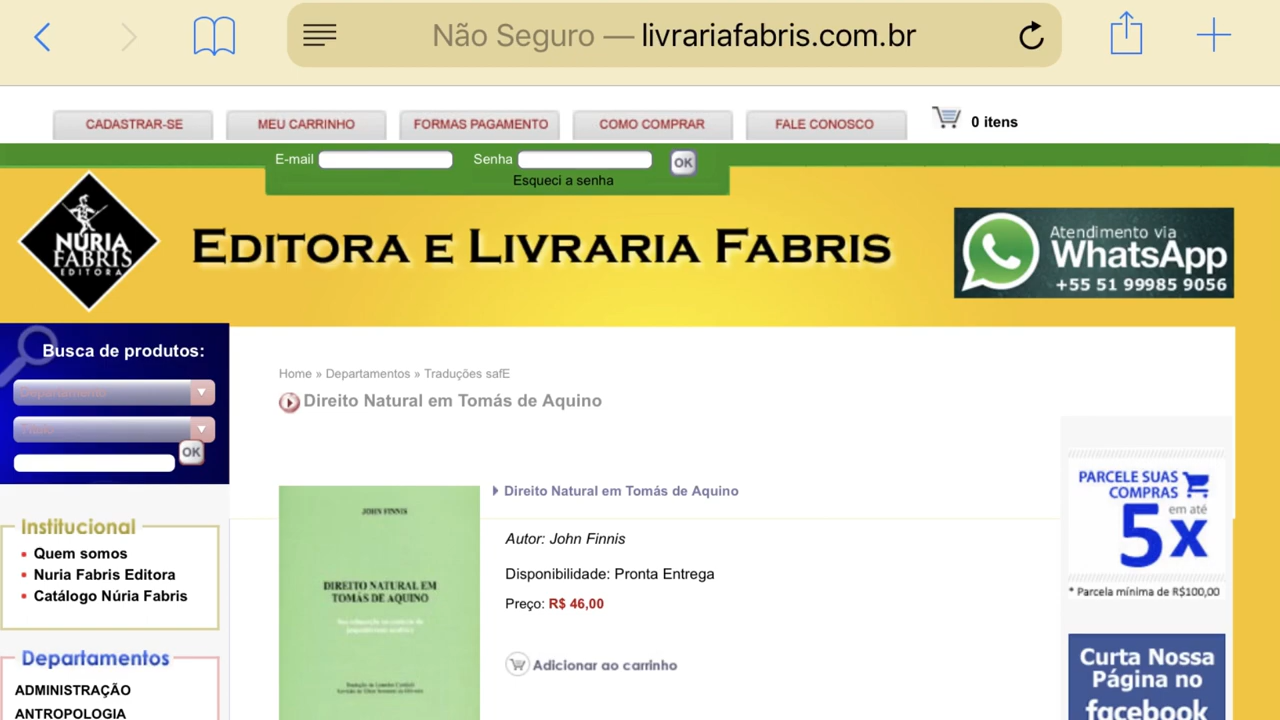 Não Seguro — livrariafabris.com.br
CADASTRAR-SE
MEU CARRINHO
FORMAS PAGAMENTO
COMO COMPRAR
FALE CONOSCO
0 itens
E-mail
Senha
OK
Esqueci a senha
NÚRIA
FABRIS
EDITORA
EDITORA E LIVRARIA FABRIS
Atendimento via
WhatsApp
+55 51 99985 9056
Busca de produtos:
Departamento
Título
OK
Institucional
Quem somos
Nuria Fabris Editora
Catálogo Núria Fabris
Departamentos
ADMINISTRAÇÃO
ANTROPOLOGIA
Home » Departamentos » Traduções safE
Direito Natural em Tomás de Aquino
JOHN FINNIS
DIREITO NATURAL EM
TOMÁS DE AQUINO
Direito Natural em Tomás de Aquino
Autor: John Finnis
Disponibilidade: Pronta Entrega
Preço: R$ 46,00
Adicionar ao carrinho
PARCELE SUAS
COMPRAS
em até
5x
* Parcela mínima de R$100,00
Curta Nossa
Página no
facebook